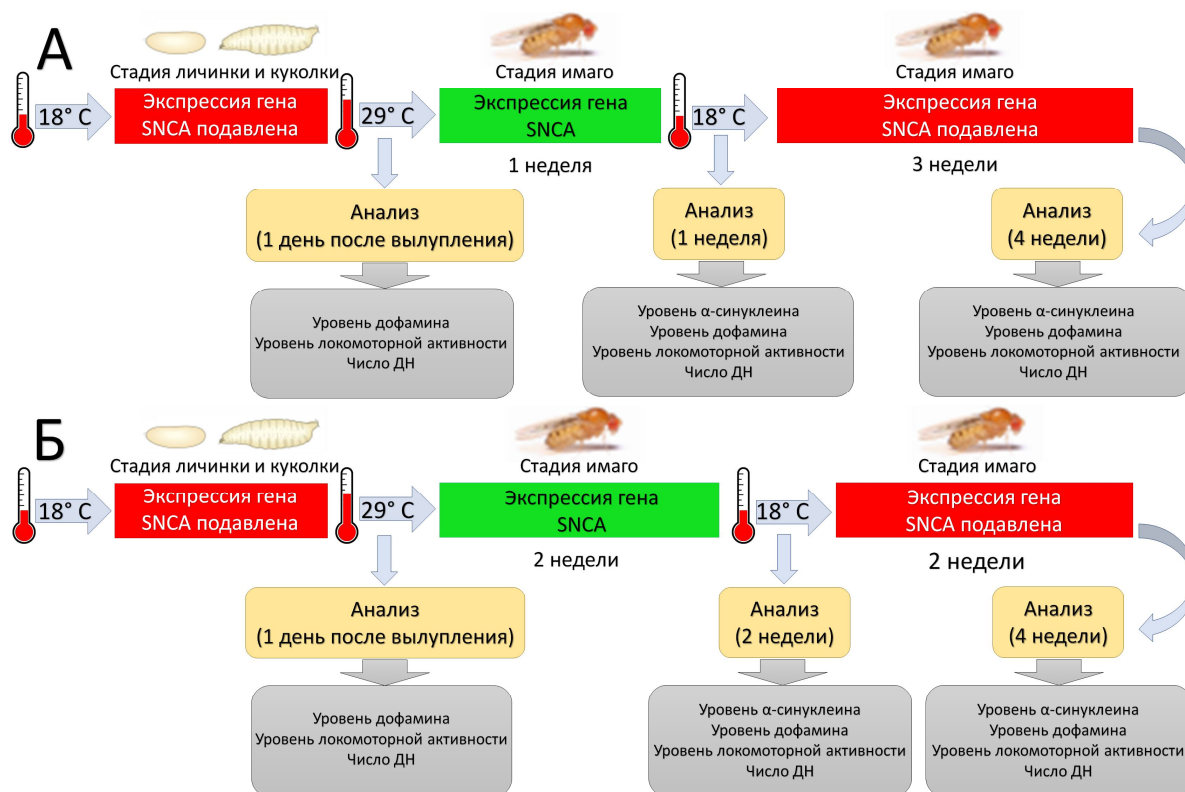 А
Стадия личинки и куколки
Стадия имаго
Стадия имаго
18° С
Экспрессия гена
SNCA подавлена
29° С
Экспрессия гена
SNCA
18° С
Экспрессия гена
SNCA подавлена
1 неделя
3 недели
Анализ
(1 день после вылупления)
Анализ
(1 неделя)
Анализ
(4 недели)
Уровень дофамина
Уровень локомоторной активности
Число ДН
Уровень α-синуклеина
Уровень дофамина
Уровень локомоторной активности
Число ДН
Уровень α-синуклеина
Уровень дофамина
Уровень локомоторной активности
Число ДН
Б
Стадия личинки и куколки
Стадия имаго
Стадия имаго
18° С
Экспрессия гена
SNCA подавлена
29° С
Экспрессия гена
SNCA
18° С
Экспрессия гена
SNCA подавлена
2 недели
2 недели
Анализ
(1 день после вылупления)
Анализ
(2 недели)
Анализ
(4 недели)
Уровень дофамина
Уровень локомоторной активности
Число ДН
Уровень α-синуклеина
Уровень дофамина
Уровень локомоторной активности
Число ДН
Уровень α-синуклеина
Уровень дофамина
Уровень локомоторной активности
Число ДН